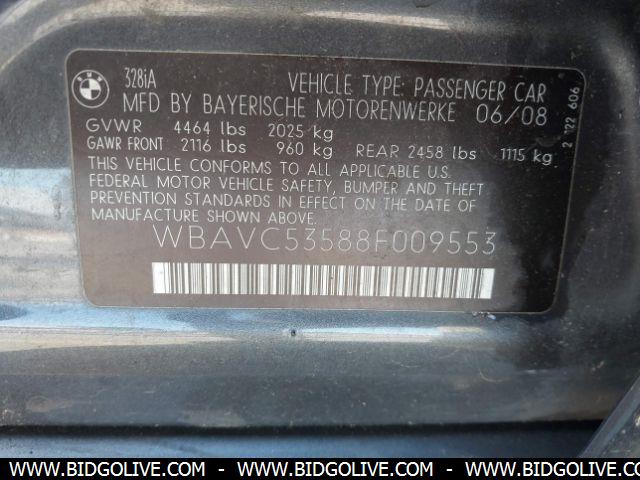 BMW
328iA VEHICLE TYPE: PASSENGER CAR
MFD BY BAYERISCHE MOTORENWERKE 06/08
GVWR 4464 lbs 2025 kg
GAWR FRONT 2116 lbs 960 kg REAR 2458 lbs 1115 kg
THIS VEHICLE CONFORMS TO ALL APPLICABLE U.S.
FEDERAL MOTOR VEHICLE SAFETY, BUMPER AND THEFT
PREVENTION STANDARDS IN EFFECT ON THE DATE OF
MANUFACTURE SHOWN ABOVE.
WBAVC53588F009553
2 122 606
WWW.BIDGOLIVE.COM - WWW.BIDGOLIVE.COM - WWW.BIDGOLIVE.COM